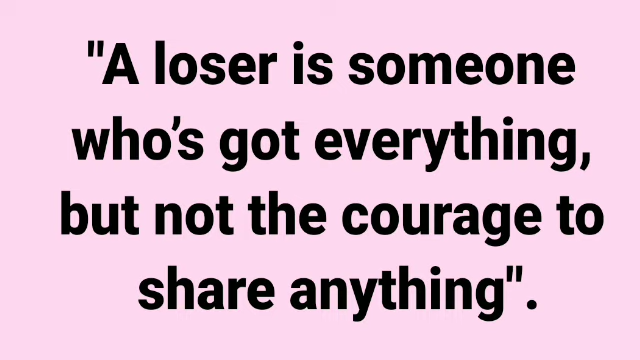 "A loser is someone
who’s got everything,
but not the courage to
share anything".